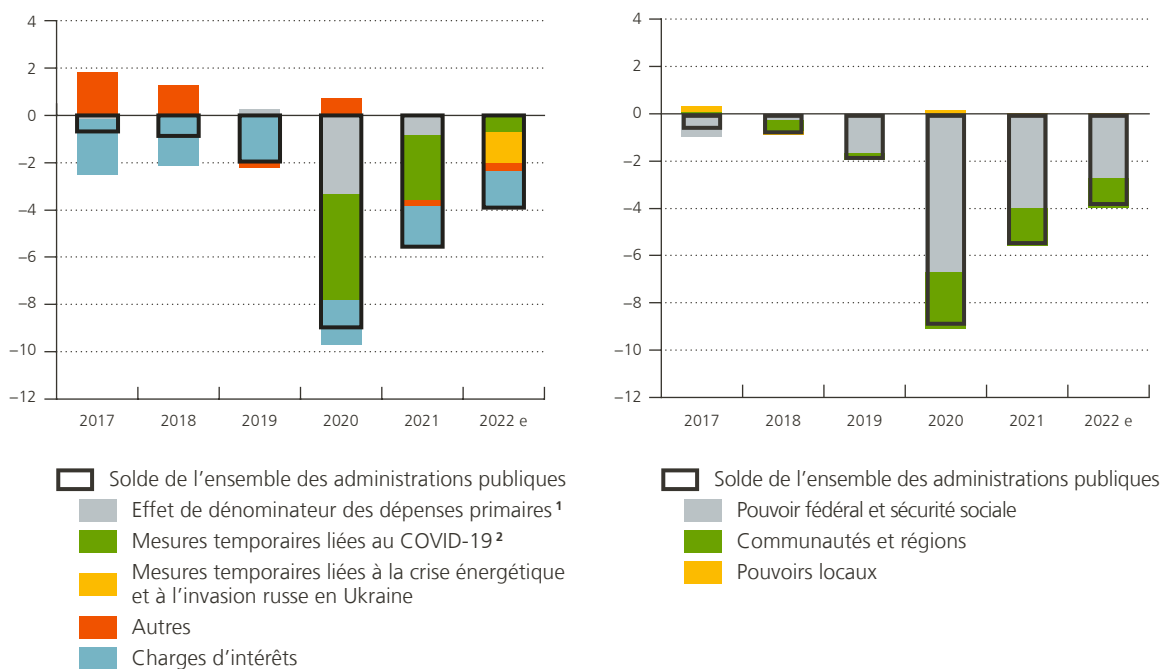 4
2
0
−2
−4
−6
−8
−10
−12
2017 2018 2019 2020 2021 2022 e
Solde de l’ensemble des administrations publiques
Effet de dénominateur des dépenses primaires ¹
Mesures temporaires liées au COVID-19 ²
Mesures temporaires liées à la crise énergétique
et à l’invasion russe en Ukraine
Autres
Charges d’intérêts
4
2
0
−2
−4
−6
−8
−10
−12
2017 2018 2019 2020 2021 2022 e
Solde de l’ensemble des administrations publiques
Pouvoir fédéral et sécurité sociale
Communautés et régions
Pouvoirs locaux